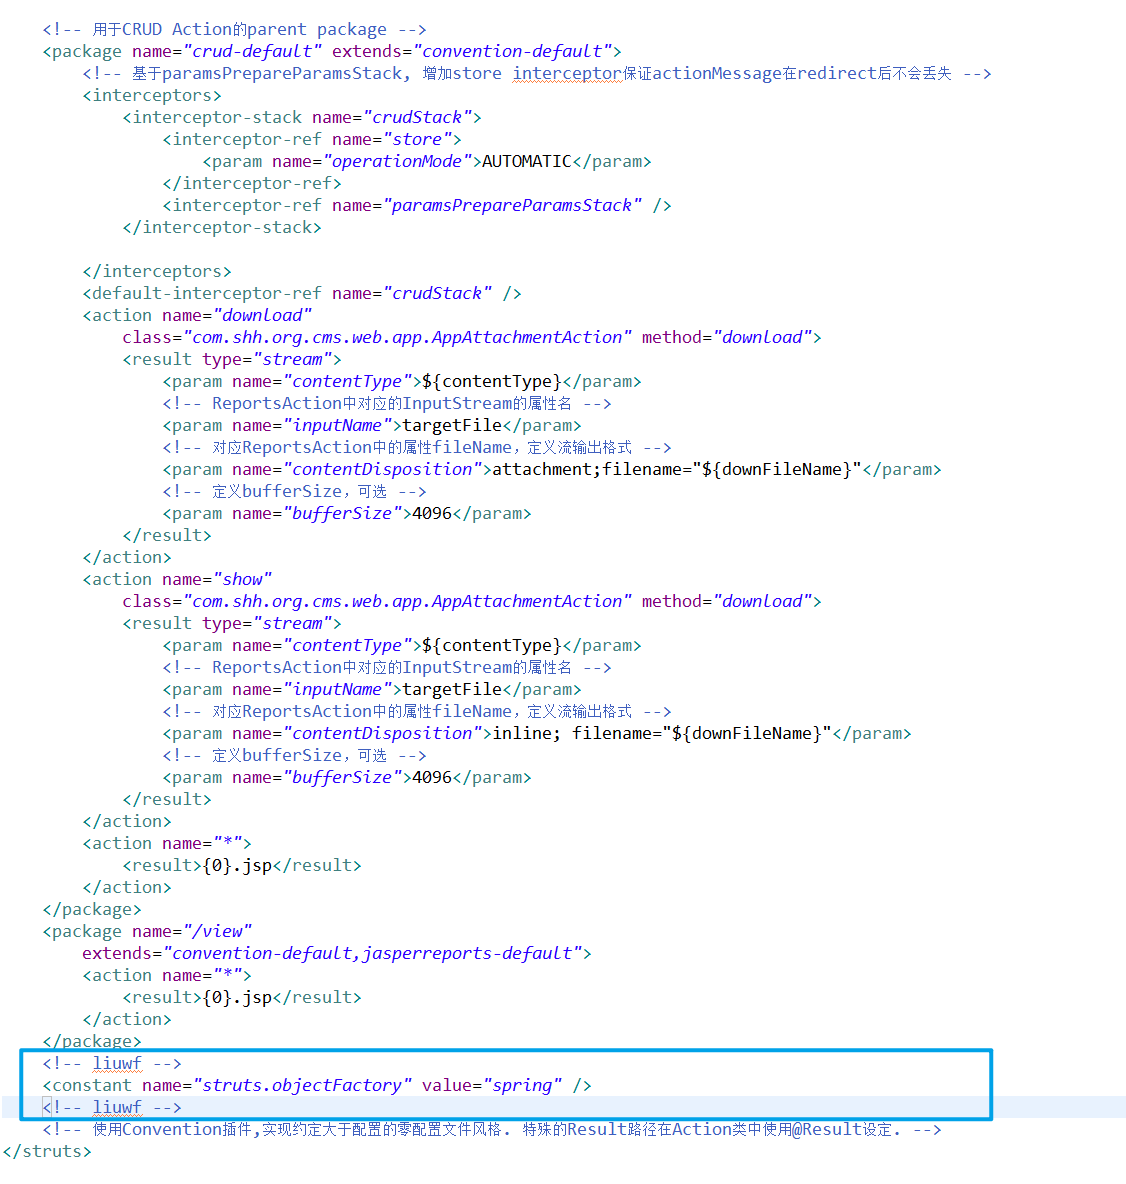 <!-- 用于CRUD Action的parent package -->
<package name="crud-default" extends="convention-default">
<!-- 基于paramsPrepareParamsStack, 增加store interceptor保证actionMessage在redirect后不会丢失 -->
<interceptors>
<interceptor-stack name="crudStack">
<interceptor-ref name="store">
<param name="operationMode">AUTOMATIC</param>
</interceptor-ref>
<interceptor-ref name="paramsPrepareParamsStack" />
</interceptor-stack>
</interceptors>
<default-interceptor-ref name="crudStack" />
<action name="download"
class="com.shh.org.cms.web.app.AppAttachmentAction" method="download">
<result type="stream">
<param name="contentType">${contentType}</param>
<!-- ReportsAction中对应的InputStream的属性名 -->
<param name="inputName">targetFile</param>
<!-- 对应ReportsAction中的属性fileName，定义流输出格式 -->
<param name="contentDisposition">attachment;filename="${downFileName}"</param>
<!-- 定义bufferSize，可选 -->
<param name="bufferSize">4096</param>
</result>
</action>
<action name="show"
class="com.shh.org.cms.web.app.AppAttachmentAction" method="download">
<result type="stream">
<param name="contentType">${contentType}</param>
<!-- ReportsAction中对应的InputStream的属性名 -->
<param name="inputName">targetFile</param>
<!-- 对应ReportsAction中的属性fileName，定义流输出格式 -->
<param name="contentDisposition">inline; filename="${downFileName}"</param>
<!-- 定义bufferSize，可选 -->
<param name="bufferSize">4096</param>
</result>
</action>
<action name="*">
<result>{0}.jsp</result>
</action>
</package>
<package name="/view"
extends="convention-default,jasperreports-default">
<action name="*">
<result>{0}.jsp</result>
</action>
</package>
<!-- liuwf -->
<constant name="struts.objectFactory" value="spring" />
<!-- liuwf -->
<!-- 使用Convention插件,实现约定大于配置的零配置文件风格. 特殊的Result路径在Action类中使用@Result设定. -->
</struts>